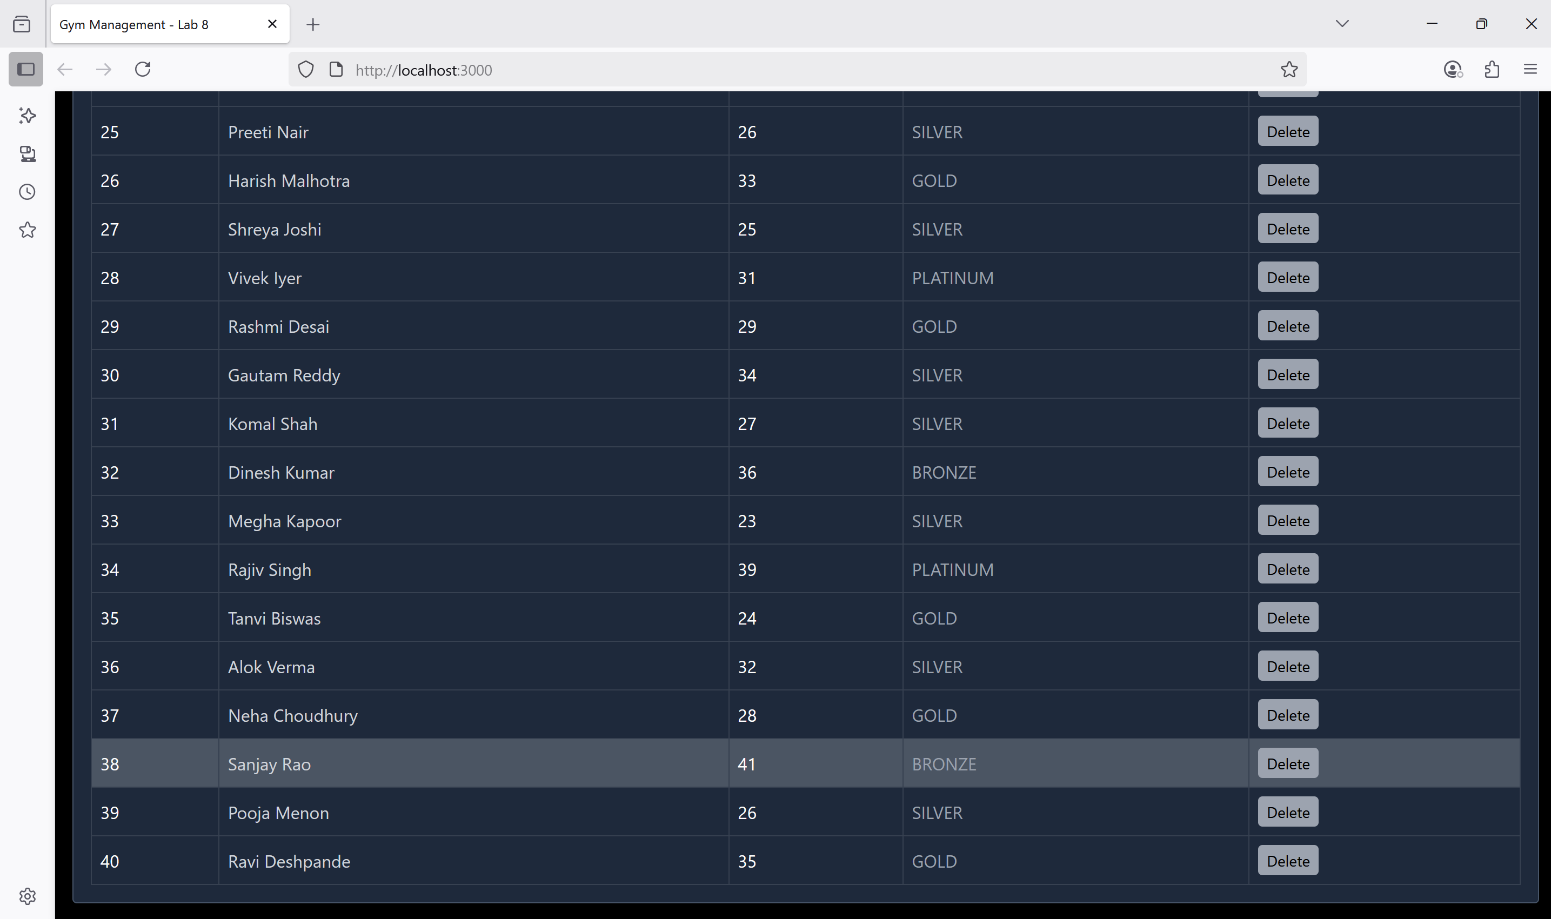 Gym Management - Lab 8
http://localhost:3000
25 Preeti Nair 26 SILVER Delete
26 Harish Malhotra 33 GOLD Delete
27 Shreya Joshi 25 SILVER Delete
28 Vivek Iyer 31 PLATINUM Delete
29 Rashmi Desai 29 GOLD Delete
30 Gautam Reddy 34 SILVER Delete
31 Komal Shah 27 SILVER Delete
32 Dinesh Kumar 36 BRONZE Delete
33 Megha Kapoor 23 SILVER Delete
34 Rajiv Singh 39 PLATINUM Delete
35 Tanvi Biswas 24 GOLD Delete
36 Alok Verma 32 SILVER Delete
37 Neha Choudhury 28 GOLD Delete
38 Sanjay Rao 41 BRONZE Delete
39 Pooja Menon 26 SILVER Delete
40 Ravi Deshpande 35 GOLD Delete